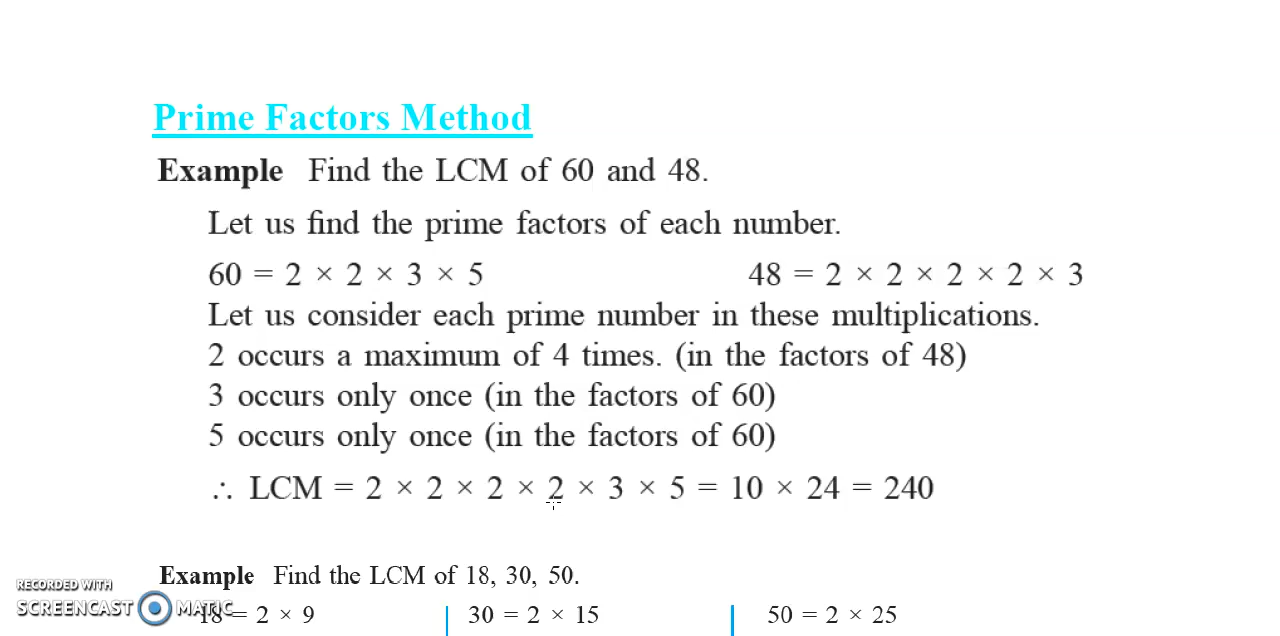 Prime Factors Method
Example Find the LCM of 60 and 48.
Let us find the prime factors of each number.
60 = 2 × 2 × 3 × 5 48 = 2 × 2 × 2 × 2 × 3
Let us consider each prime number in these multiplications.
2 occurs a maximum of 4 times. (in the factors of 48)
3 occurs only once (in the factors of 60)
5 occurs only once (in the factors of 60)
∴ LCM = 2 × 2 × 2 × 2 × 3 × 5 = 10 × 24 = 240
Example Find the LCM of 18, 30, 50.
18 = 2 × 9 30 = 2 × 15 50 = 2 × 25
RECORDED WITH
SCREENCAST MATIC